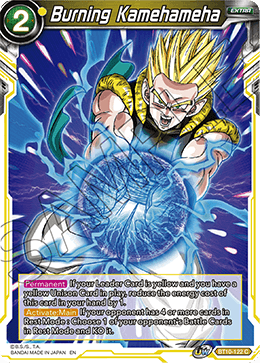 2
Burning Kamehameha
EXTRA
Permanent If your Leader Card is yellow and you have a
yellow Unison Card in play, reduce the energy cost of
this card in your hand by 1.
Activate:Main If your opponent has 4 or more cards in
Rest Mode : Choose 1 of your opponent's Battle Cards
in Rest Mode and KO it.
©B.S./S., T.A.
BANDAI MADE IN JAPAN EN
UW
BT10-122 C